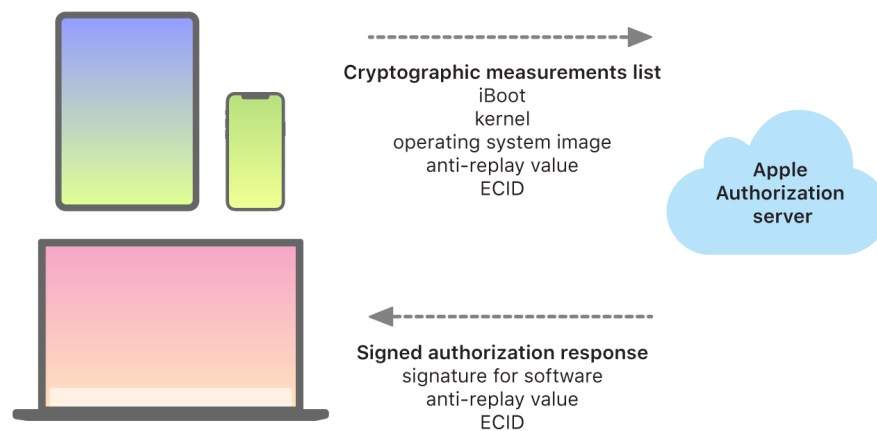 Cryptographic measurements list
iBoot
kernel
operating system image
anti-replay value
ECID
Apple
Authorization
server
Signed authorization response
signature for software
anti-replay value
ECID